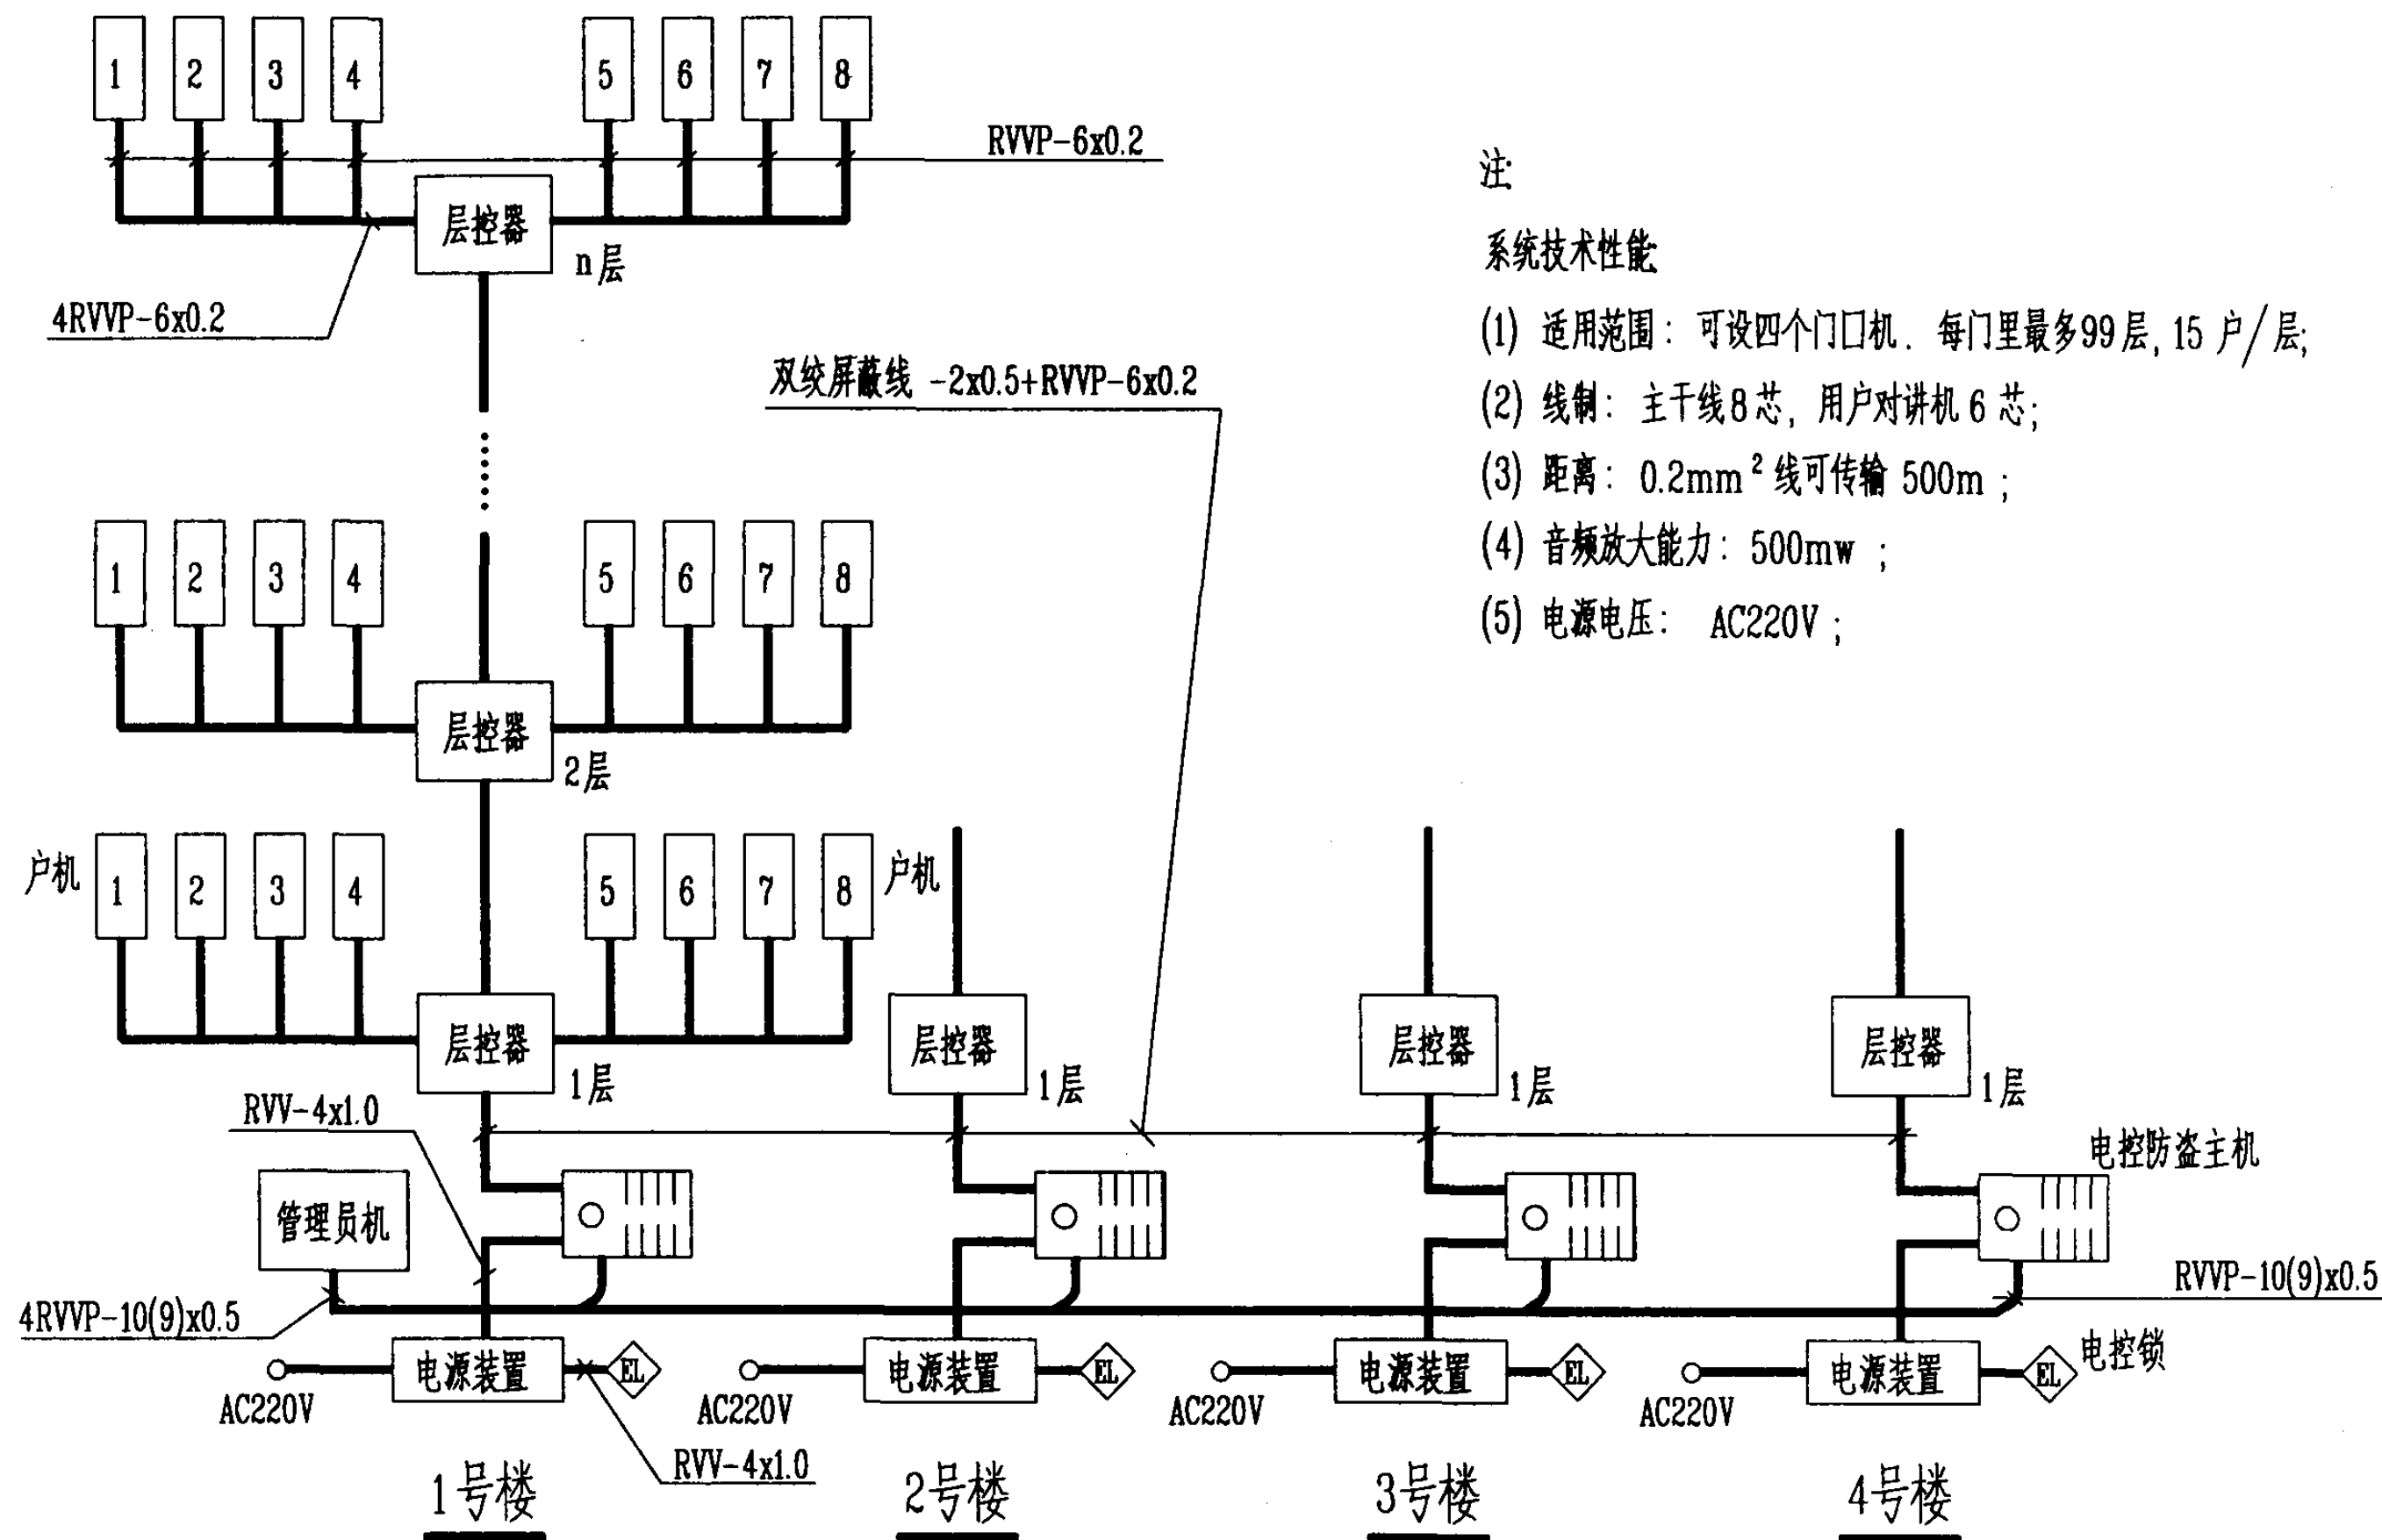 1 2 3 4 5 6 7 8
RVVP-6x0.2
层控器
n层
4RVVP-6x0.2
注:
系统技术性能:
(1) 适用范围: 可设四个门口机. 每门里最多99层, 15 户/层;
(2) 线制: 主干线8芯, 用户对讲机 6 芯;
(3) 距离: 0.2mm² 线可传输 500m ;
(4) 音频放大能力: 500mw ;
(5) 电源电压: AC220V ;
双绞屏蔽线 -2x0.5+RVVP-6x0.2
1 2 3 4 5 6 7 8
层控器
2层
户机 1 2 3 4 5 6 7 8 户机
层控器 层控器 层控器 层控器
1层 1层 1层 1层
RVV-4x1.0
电控防盗主机
管理员机
4RVVP-10(9)x0.5
RVVP-10(9)x0.5
电源装置 EL 电源装置 EL 电源装置 EL 电源装置 EL 电控锁
AC220V AC220V AC220V AC220V
RVV-4x1.0
1号楼 2号楼 3号楼 4号楼